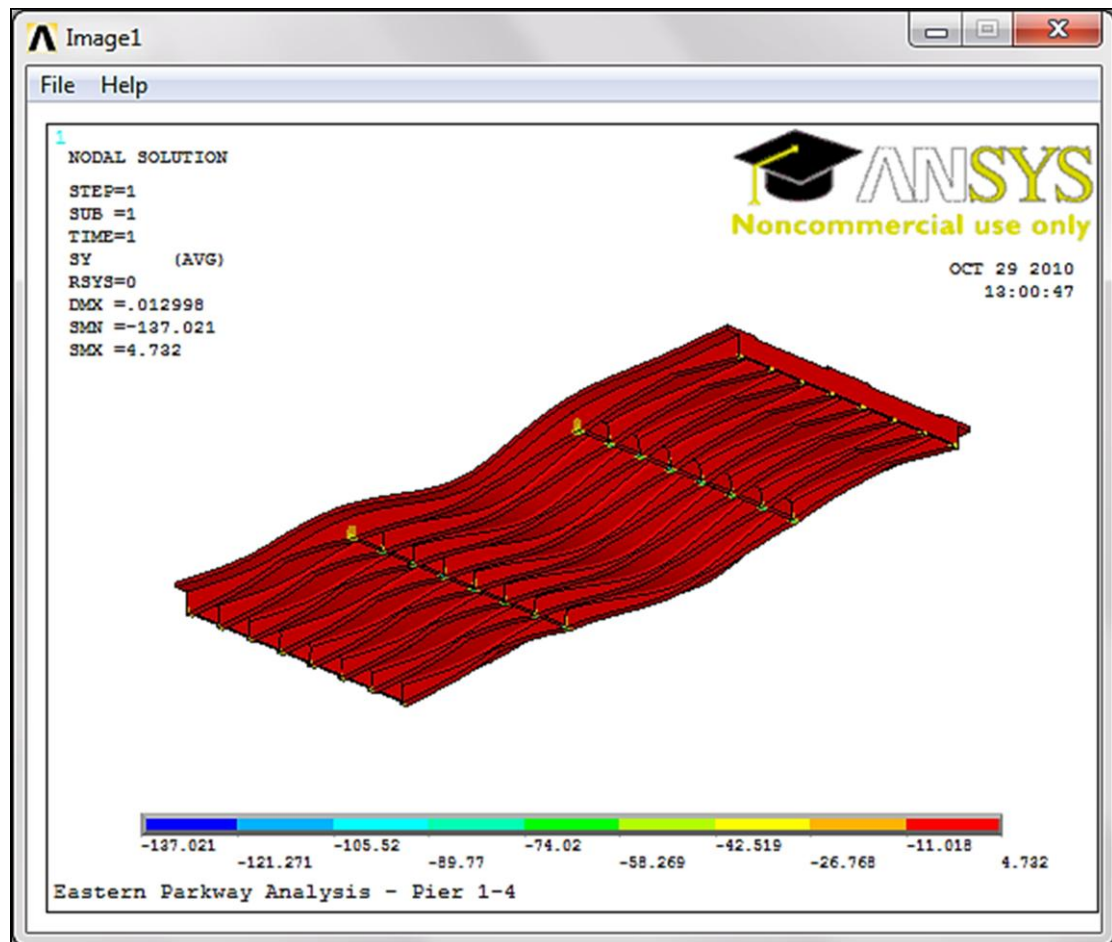 Image1
File Help
1
NODAL SOLUTION
STEP=1
SUB =1
TIME=1
SY (AVG)
RSYS=0
DMX =.012998
SMN =-137.021
SMX =4.732
ANSYS
Noncommercial use only
OCT 29 2010
13:00:47
-137.021 -105.52 -74.02 -42.519 -11.018
-121.271 -89.77 -58.269 -26.768 4.732
Eastern Parkway Analysis - Pier 1-4